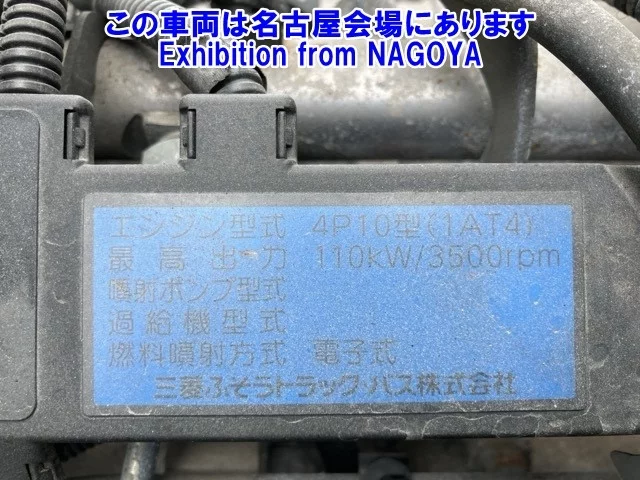 この車両は名古屋会場にあります
Exhibition from NAGOYA
エンジン型式 4P10型(1AT4)
最高出力 110kW/3500rpm
噴射ポンプ型式
過給機型式
燃料噴射方式 電子式
三菱ふそうトラック・バス株式会社